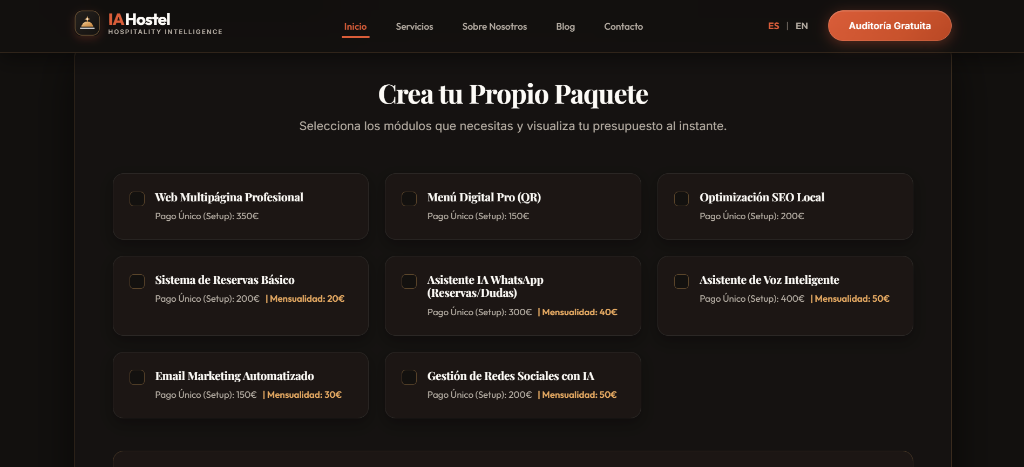 IAHostel
HOSPITALITY INTELLIGENCE
Inicio
Servicios
Sobre Nosotros
Blog
Contacto
ES | EN
Auditoría Gratuita
Crea tu Propio Paquete
Selecciona los módulos que necesitas y visualiza tu presupuesto al instante.
Web Multipágina Profesional
Pago Único (Setup): 350€
Menú Digital Pro (QR)
Pago Único (Setup): 150€
Optimización SEO Local
Pago Único (Setup): 200€
Sistema de Reservas Básico
Pago Único (Setup): 200€ | Mensualidad: 20€
Asistente IA WhatsApp
(Reservas/Dudas)
Pago Único (Setup): 300€ | Mensualidad: 40€
Asistente de Voz Inteligente
Pago Único (Setup): 400€ | Mensualidad: 50€
Email Marketing Automatizado
Pago Único (Setup): 150€ | Mensualidad: 30€
Gestión de Redes Sociales con IA
Pago Único (Setup): 200€ | Mensualidad: 50€